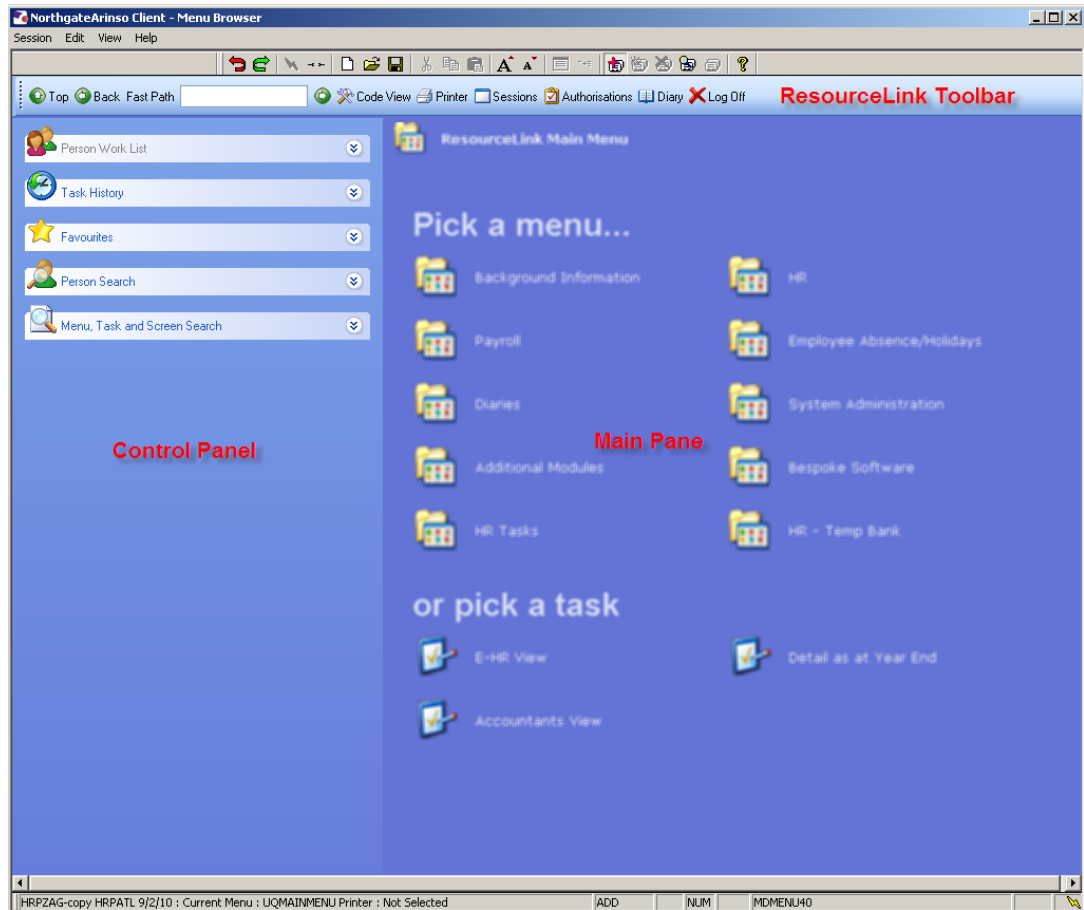 NorthgateArinso Client - Menu Browser
Session Edit View Help
Top Back Fast Path Code View Printer Sessions Authorisations Diary Log Off ResourceLink Toolbar
Person Work List
Task History
Favourites
Person Search
Menu, Task and Screen Search
Control Panel
ResourceLink Main Menu
Pick a menu...
Background Information HR
Payroll Employee Absence/Holidays
Diaries System Administration
Main Pane
Additional Modules Bespoke Software
HR Tasks HR - Temp Bank
or pick a task
E-HR View Detail as at Year End
Accountants View
HRPZAG-copy HRPATL 9/2/10 : Current Menu : UQMAINMENU Printer : Not Selected ADD NUM MDMENU40